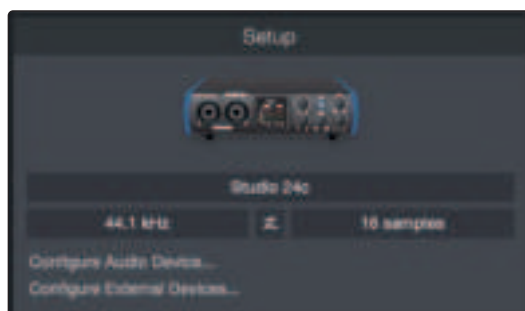 Setup
Studio 24c
44.1 kHz
16 samples
Configure Audio Device...
Configure External Devices...